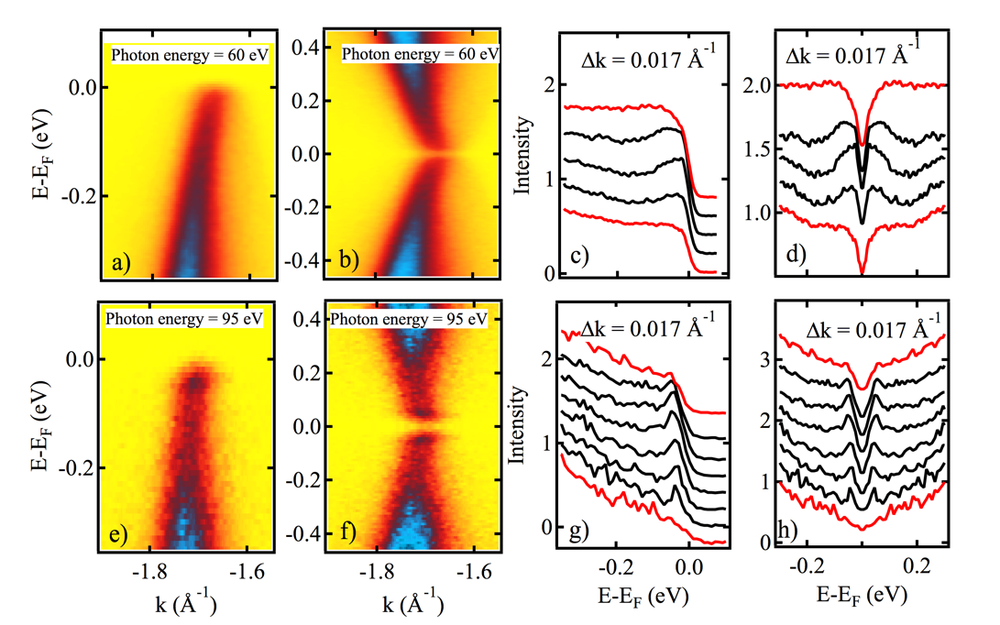 Photon energy = 60 eV
0.0
-0.2
E-E_F (eV)
a)
Photon energy = 60 eV
0.4
0.2
0.0
-0.2
-0.4
b)
Δk = 0.017 Å⁻¹
2
1
0
Intensity
c)
Δk = 0.017 Å⁻¹
2.0
1.5
1.0
d)
Photon energy = 95 eV
0.0
-0.2
E-E_F (eV)
e)
-1.8 -1.6
k (Å⁻¹)
Photon energy = 95 eV
0.4
0.2
0.0
-0.2
-0.4
f)
-1.8 -1.6
k (Å⁻¹)
Δk = 0.017 Å⁻¹
2
1
0
Intensity
g)
-0.2 0.0
E-E_F (eV)
Δk = 0.017 Å⁻¹
3
2
1
0
h)
-0.2 0.2
E-E_F (eV)